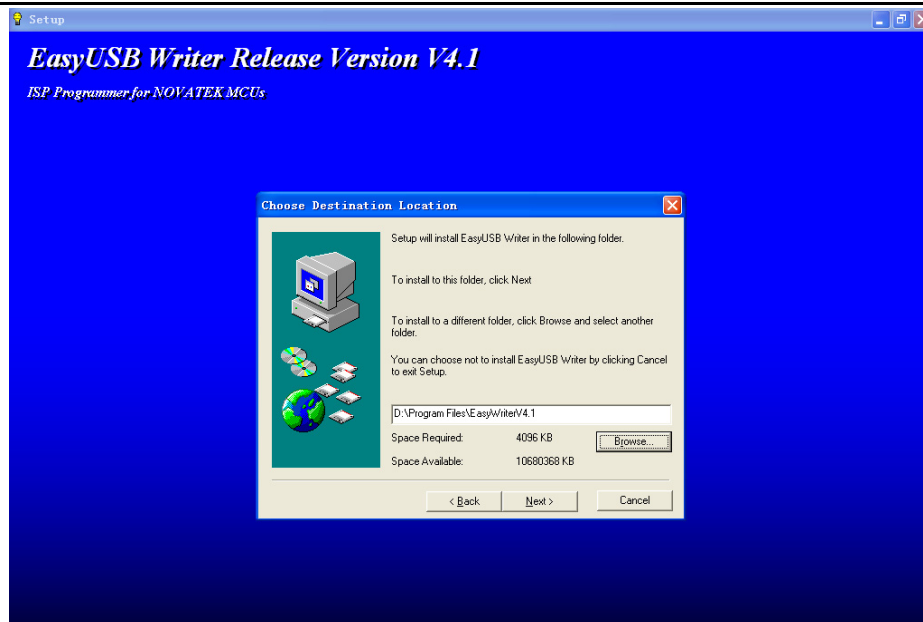 Setup
EasyUSB Writer Release Version V4.1
ISP Programmer for NOVATEK MCUs
Choose Destination Location
Setup will install EasyUSB Writer in the following folder.
To install to this folder, click Next
To install to a different folder, click Browse and select another
folder.
You can choose not to install EasyUSB Writer by clicking Cancel
to exit Setup.
D:\Program Files\EasyWriterV4.1
Space Required: 4096 KB
Browse...
Space Available: 10680368 KB
< Back Next > Cancel